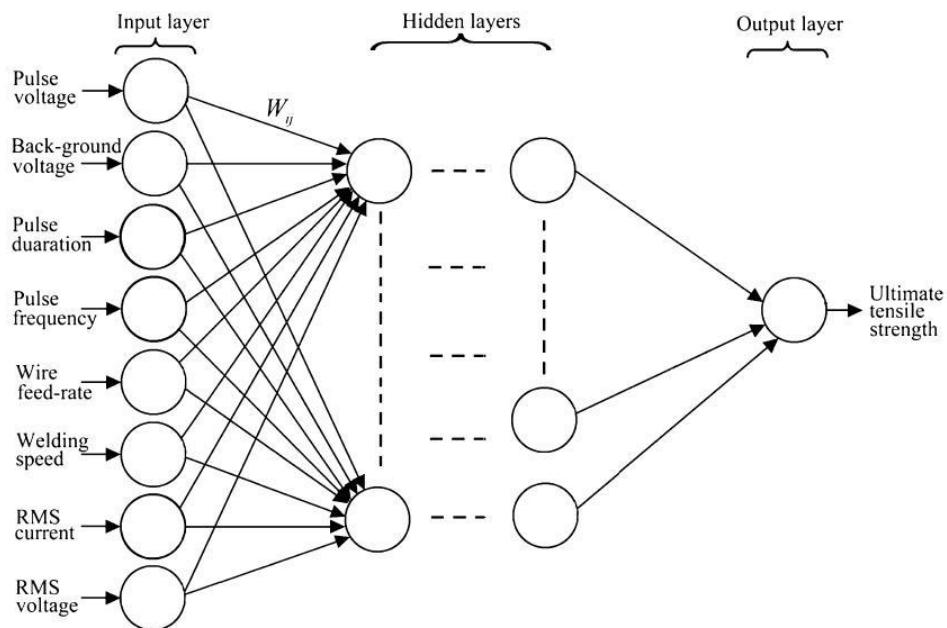 Input layer
Hidden layers
Output layer
Pulse
voltage
W_ij
Back-ground
voltage
Pulse
duaration
Pulse
frequency
Wire
feed-rate
Welding
speed
RMS
current
RMS
voltage
Ultimate
tensile
strength